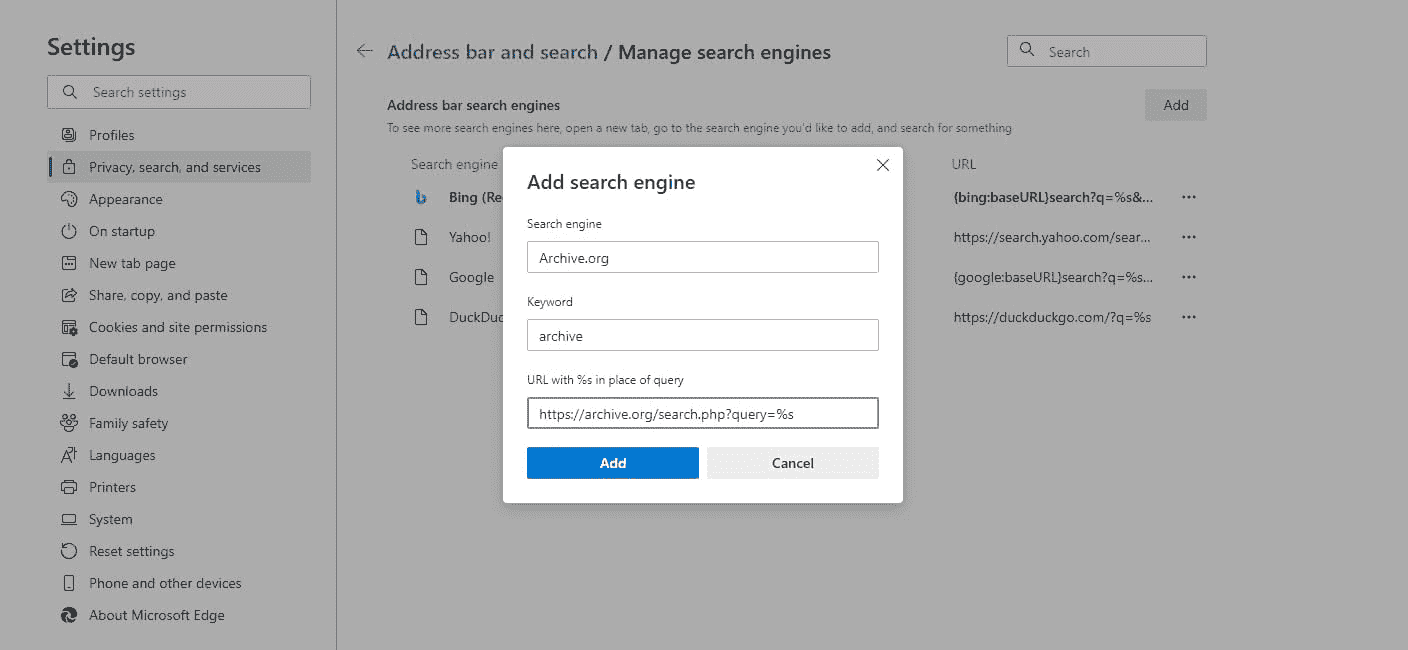 Settings
Search settings
Profiles
Privacy, search, and services
Appearance
On startup
New tab page
Share, copy, and paste
Cookies and site permissions
Default browser
Downloads
Family safety
Languages
Printers
System
Reset settings
Phone and other devices
About Microsoft Edge
Address bar and search / Manage search engines
Search
Address bar search engines
Add
To see more search engines here, open a new tab, go to the search engine you'd like to add, and search for something
Search engine URL
Bing (Re {bing:baseURL}search?q=%s&...
Yahoo! https://search.yahoo.com/sear...
Google {google:baseURL}search?q=%s...
DuckDuc https://duckduckgo.com/?q=%s
Add search engine
Search engine
Archive.org
Keyword
archive
URL with %s in place of query
https://archive.org/search.php?query=%s
Add Cancel